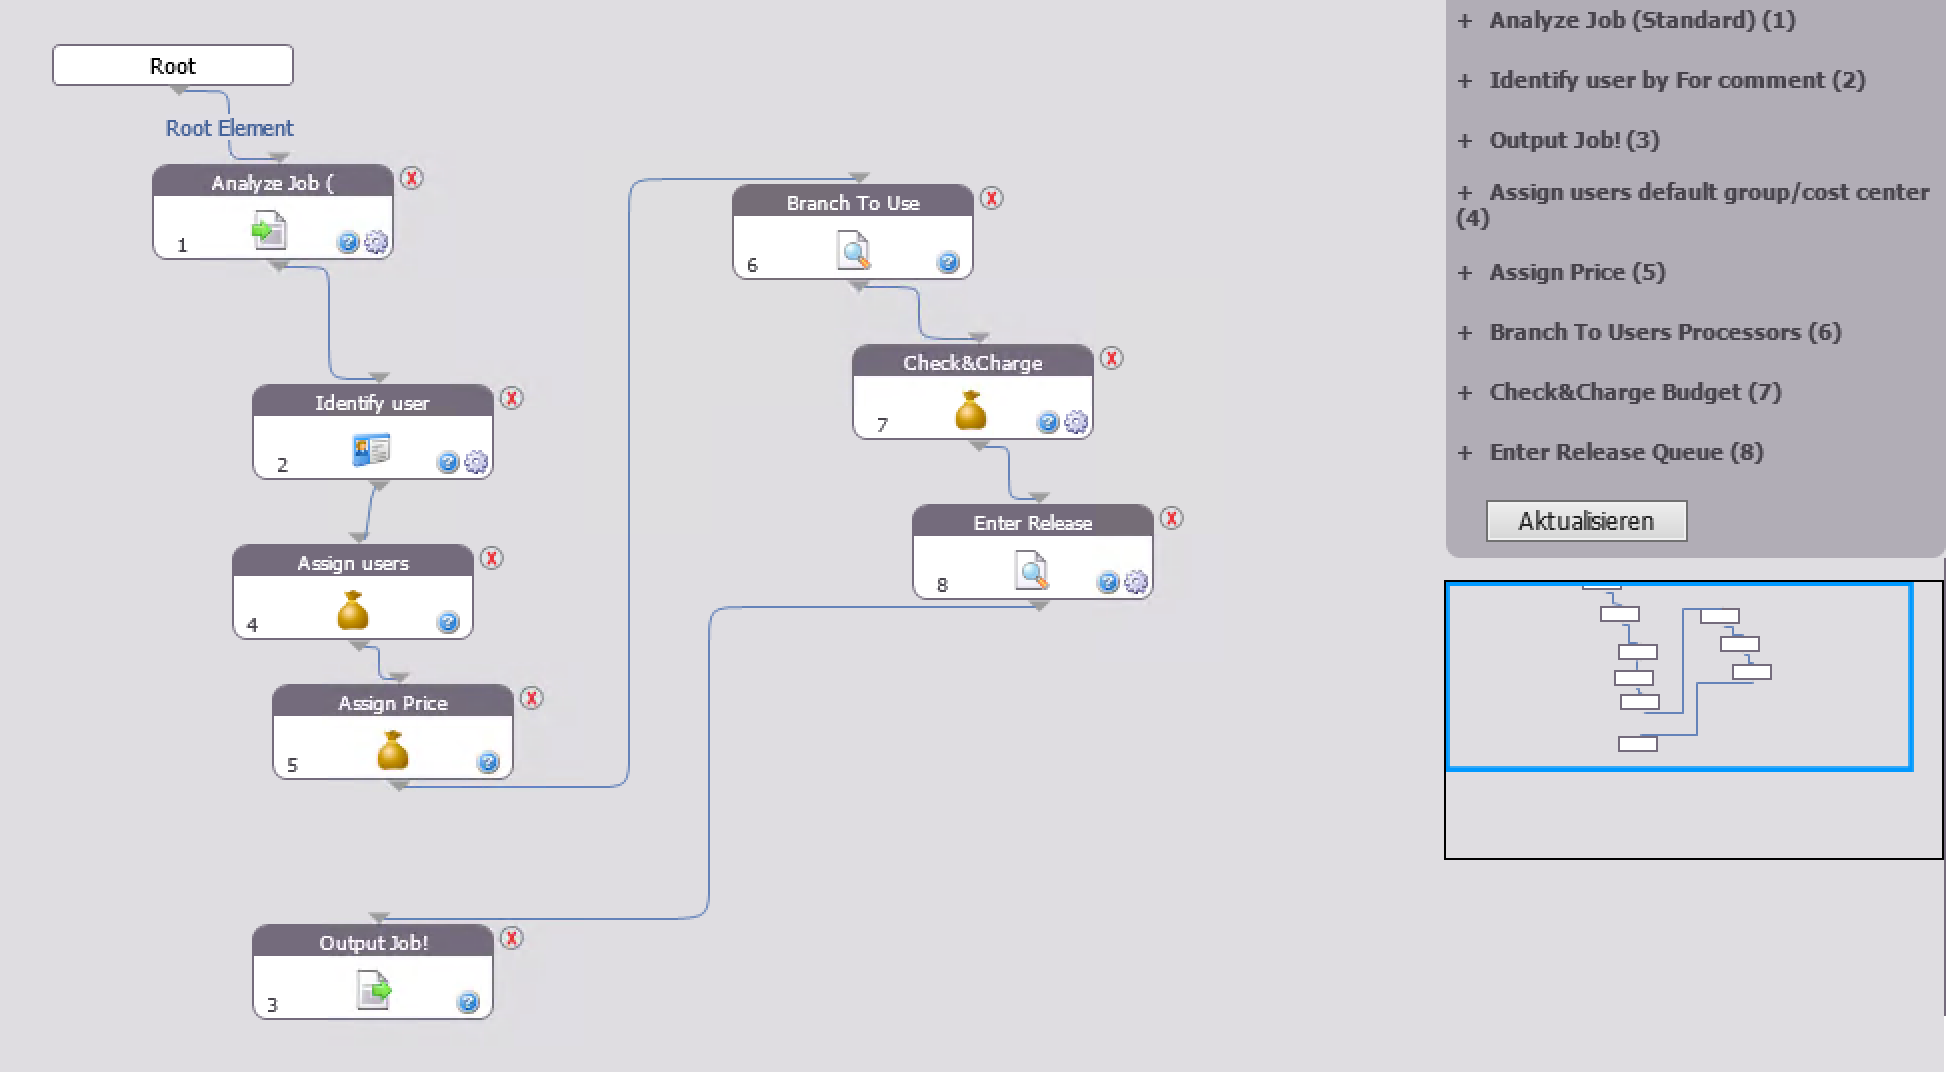 Root
Root Element
Analyze Job (
1
Identify user
2
Assign users
4
Assign Price
5
Output Job!
3
Branch To Use
6
Check&Charge
7
Enter Release
8
X
X
X
X
X
X
X
X
?
?
?
?
?
?
?
?
+ Analyze Job (Standard) (1)
+ Identify user by For comment (2)
+ Output Job! (3)
+ Assign users default group/cost center
(4)
+ Assign Price (5)
+ Branch To Users Processors (6)
+ Check&Charge Budget (7)
+ Enter Release Queue (8)
Aktualisieren